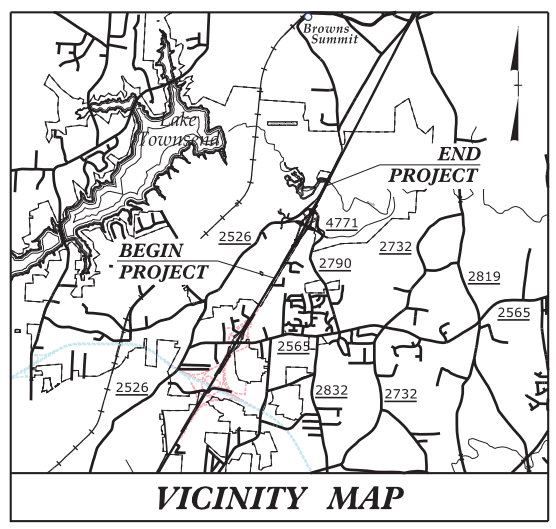 Browns
Summit
Lake
Townsend
END
PROJECT
4771
2526
2732
BEGIN
PROJECT
2790
2819
2565
2565
2526
2832
2732
VICINITY MAP